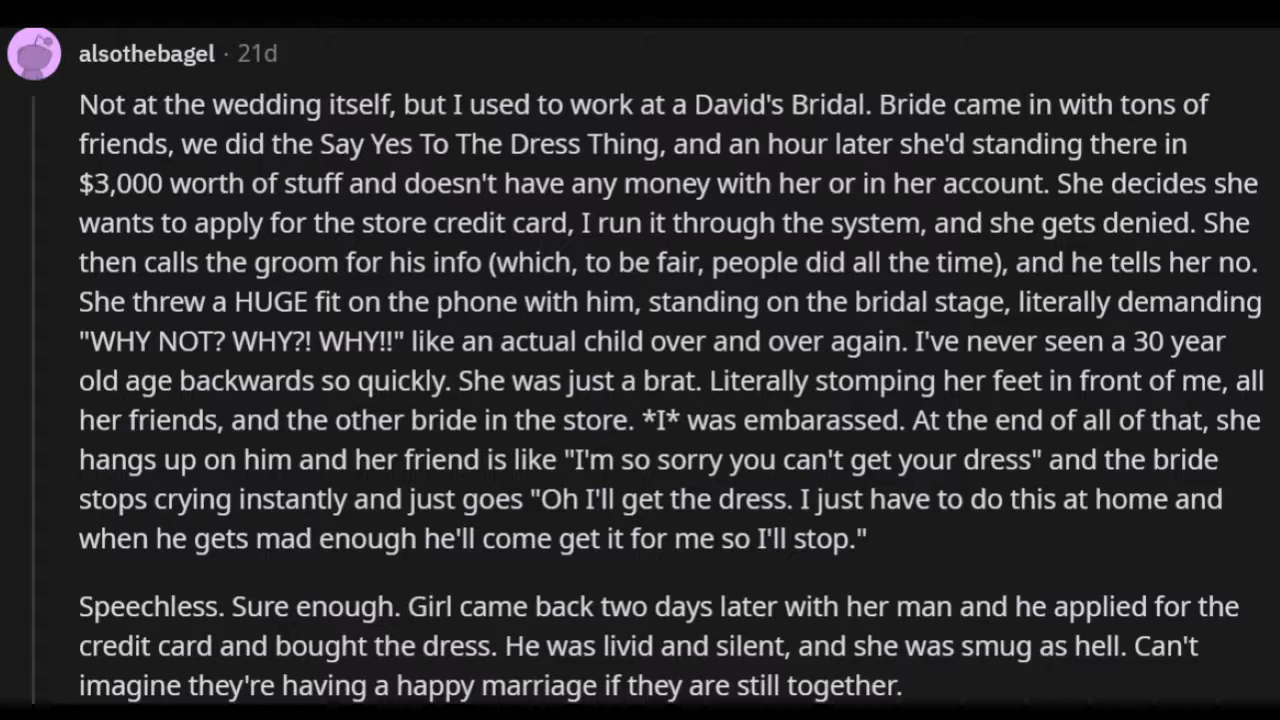 alsothebagel · 21d
Not at the wedding itself, but I used to work at a David's Bridal. Bride came in with tons of
friends, we did the Say Yes To The Dress Thing, and an hour later she'd standing there in
$3,000 worth of stuff and doesn't have any money with her or in her account. She decides she
wants to apply for the store credit card, I run it through the system, and she gets denied. She
then calls the groom for his info (which, to be fair, people did all the time), and he tells her no.
She threw a HUGE fit on the phone with him, standing on the bridal stage, literally demanding
"WHY NOT? WHY?! WHY!!" like an actual child over and over again. I've never seen a 30 year
old age backwards so quickly. She was just a brat. Literally stomping her feet in front of me, all
her friends, and the other bride in the store. *I* was embarassed. At the end of all of that, she
hangs up on him and her friend is like "I'm so sorry you can't get your dress" and the bride
stops crying instantly and just goes "Oh I'll get the dress. I just have to do this at home and
when he gets mad enough he'll come get it for me so I'll stop."
Speechless. Sure enough. Girl came back two days later with her man and he applied for the
credit card and bought the dress. He was livid and silent, and she was smug as hell. Can't
imagine they're having a happy marriage if they are still together.